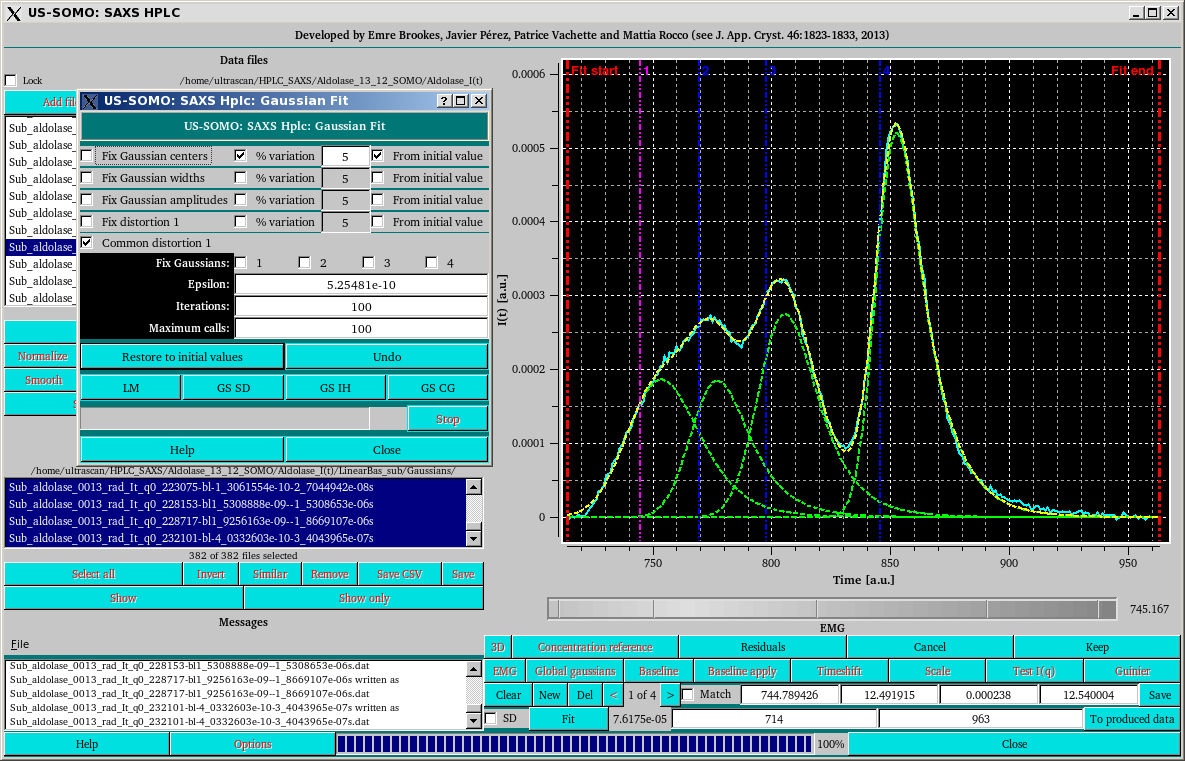 US-SOMO: SAXS HPLC
Developed by Emre Brookes, Javier Pérez, Patrice Vachette and Mattia Rocco (see J. App. Cryst. 46:1823-1833, 2013)
Data files
Lock
/home/ultrascan/HPLC_SAXS/Aldolase_13_12_SOMO/Aldolase_I(t)
Add fil
Sub_aldolase_
Sub_aldolase_
Sub_aldolase_
Sub_aldolase_
Sub_aldolase_
Sub_aldolase_
Sub_aldolase_
Sub_aldolase_
Sub_aldolase_
Sub_aldolase_
Sub_aldolase_
Normalize
Smooth
US-SOMO: SAXS Hplc: Gaussian Fit
US-SOMO: SAXS Hplc: Gaussian Fit
Fix Gaussian centers % variation 5 From initial value
Fix Gaussian widths % variation 5 From initial value
Fix Gaussian amplitudes % variation 5 From initial value
Fix distortion 1 % variation 5 From initial value
Common distortion 1
Fix Gaussians: 1 2 3 4
Epsilon: 5.25481e-10
Iterations: 100
Maximum calls: 100
Restore to initial values Undo
LM GS SD GS IH GS CG
Stop
Help Close
/home/ultrascan/HPLC_SAXS/Aldolase_13_12_SOMO/Aldolase_I(t)/LinearBas_sub/Gaussians/
Sub_aldolase_0013_rad_It_q0_223075-bl-1_3061554e-10-2_7044942e-08s
Sub_aldolase_0013_rad_It_q0_228153-bl1_5308888e-09--1_5308653e-06s
Sub_aldolase_0013_rad_It_q0_228717-bl1_9256163e-09--1_8669107e-06s
Sub_aldolase_0013_rad_It_q0_232101-bl-4_0332603e-10-3_4043965e-07s
382 of 382 files selected
Select all Invert Similar Remove Save CSV Save
Show Show only
Messages
File
Sub_aldolase_0013_rad_It_q0_228153-bl1_5308888e-09--1_5308653e-06s.dat
Sub_aldolase_0013_rad_It_q0_228717-bl1_9256163e-09--1_8669107e-06s written as
Sub_aldolase_0013_rad_It_q0_228717-bl1_9256163e-09--1_8669107e-06s.dat
Sub_aldolase_0013_rad_It_q0_232101-bl-4_0332603e-10-3_4043965e-07s written as
Sub_aldolase_0013_rad_It_q0_232101-bl-4_0332603e-10-3_4043965e-07s.dat
Help Options 100% Close
Fit start 1 2 3 4 Fit end
0.0006
0.0005
0.0004
0.0003
0.0002
0.0001
0
I(t) [a.u.]
750 800 850 900 950
Time [a.u.]
745.167
EMG
3D Concentration reference Residuals Cancel Keep
EMG Global gaussians Baseline Baseline apply Timeshift Scale Test I(q) Guinier
Clear New Del < 1 of 4 > Match 744.789426 12.491915 0.00238 12.540004 Save
SD Fit 7.6175e-05 714 963 To produced data